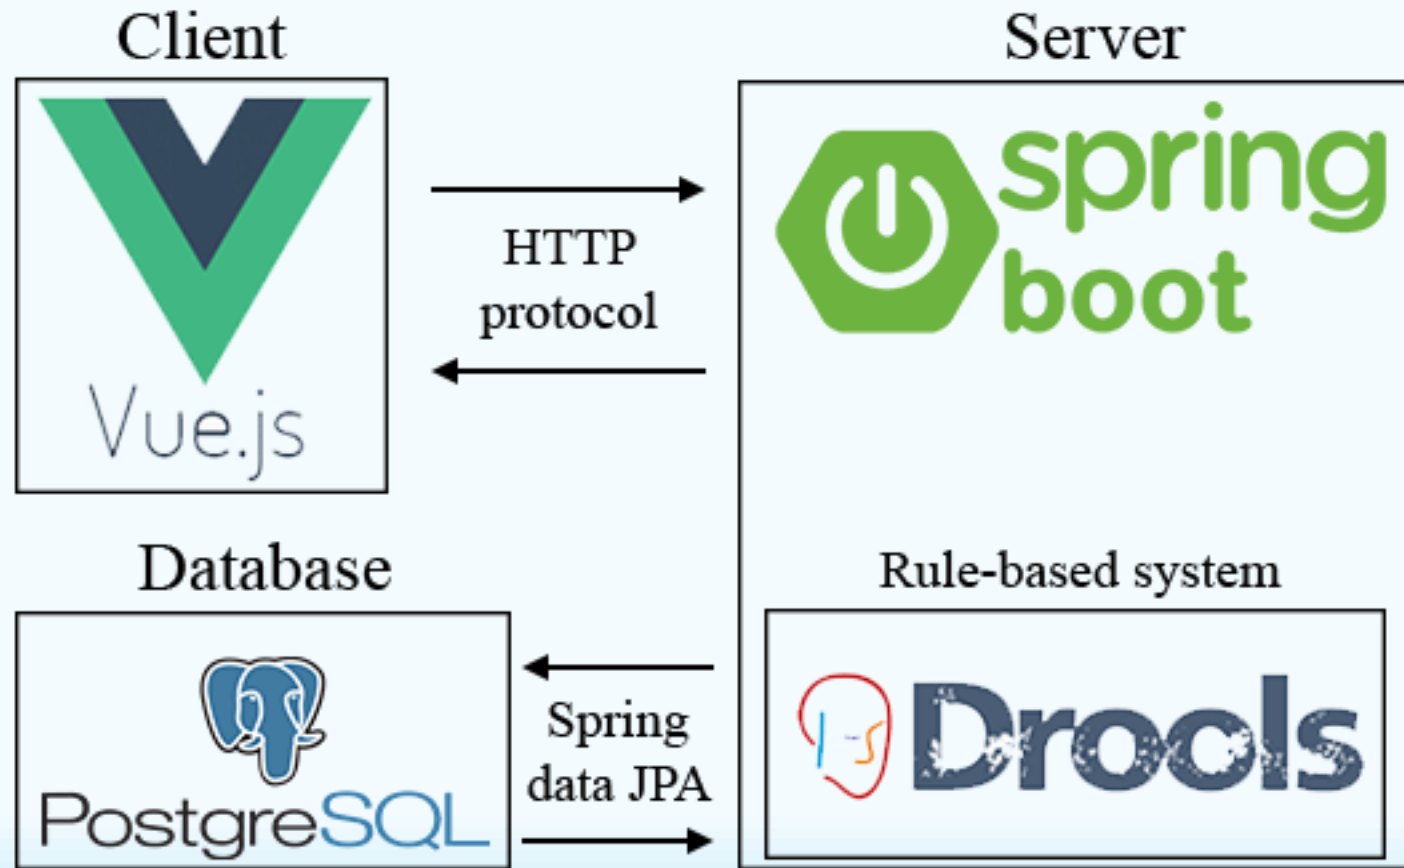 Client
Server
Vue.js
HTTP
protocol
spring
boot
Database
Rule-based system
PostgreSQL
Spring
data JPA
Drools